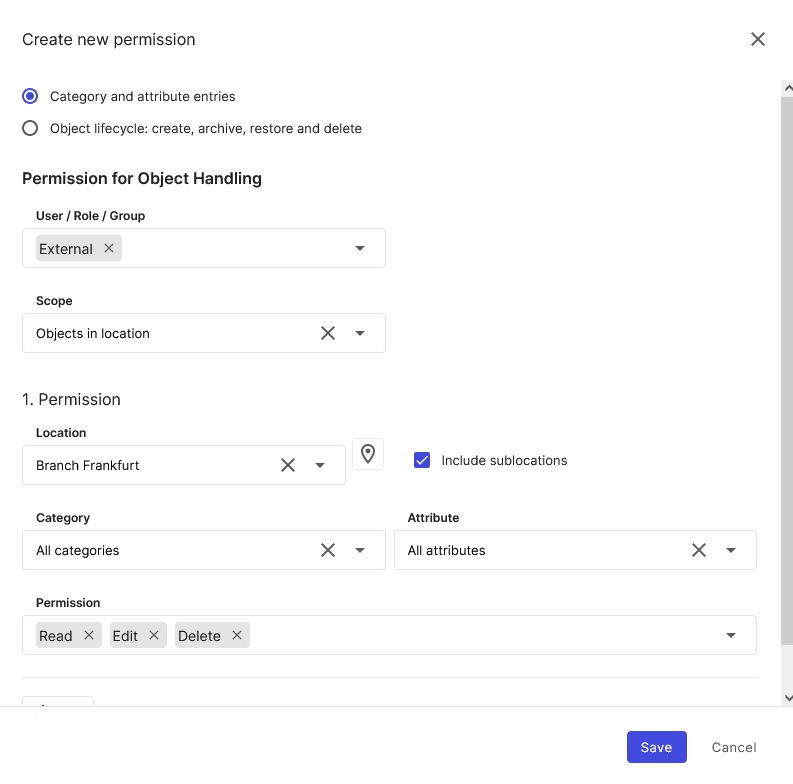 Create new permission
Category and attribute entries
Object lifecycle: create, archive, restore and delete
Permission for Object Handling
User / Role / Group
External
Scope
Objects in location
1. Permission
Location
Branch Frankfurt
Include sublocations
Category
Attribute
All categories
All attributes
Permission
Read Edit Delete
Save Cancel